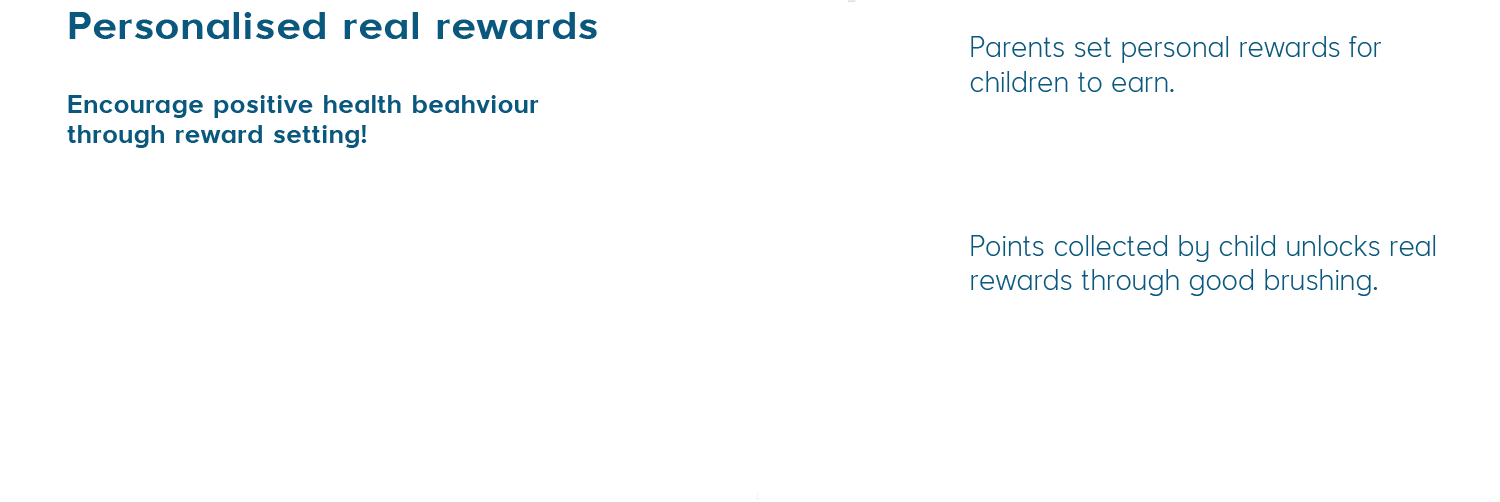 Personalised real rewards
Encourage positive health beahviour
through reward setting!
Parents set personal rewards for
children to earn.
Points collected by child unlocks real
rewards through good brushing.